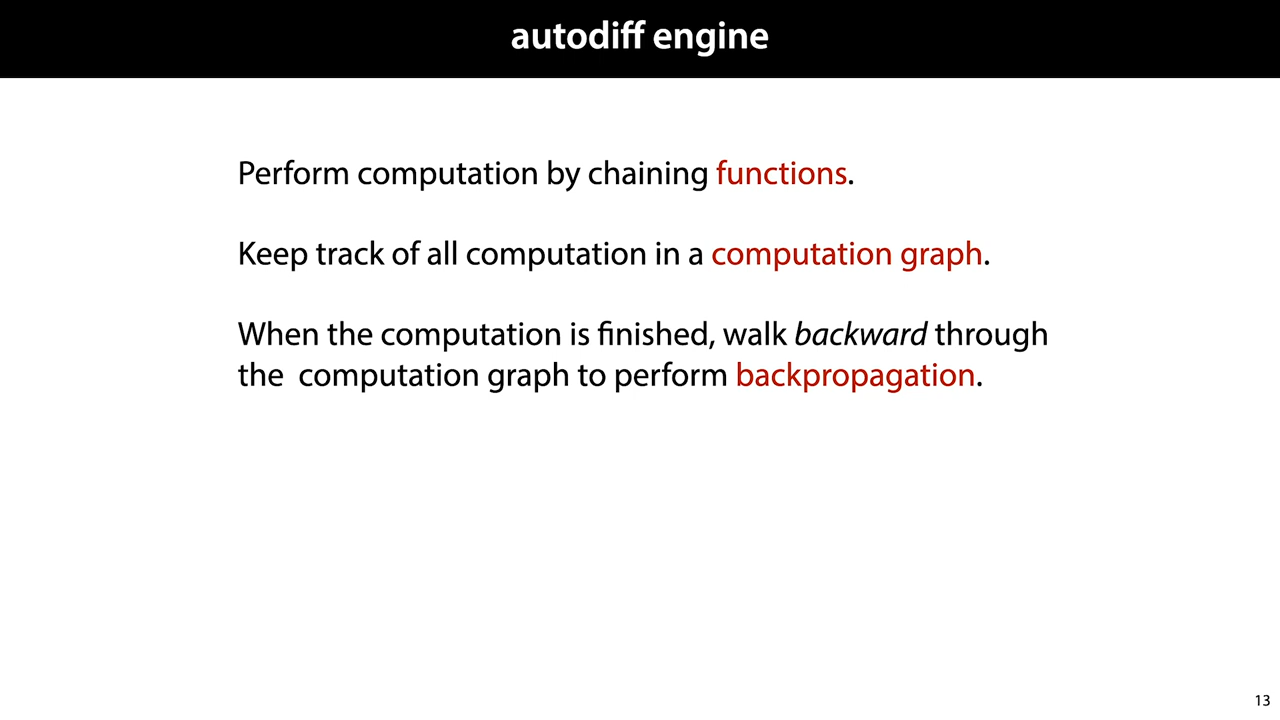 autodiff engine
Perform computation by chaining functions.
Keep track of all computation in a computation graph.
When the computation is finished, walk backward through
the computation graph to perform backpropagation.
13